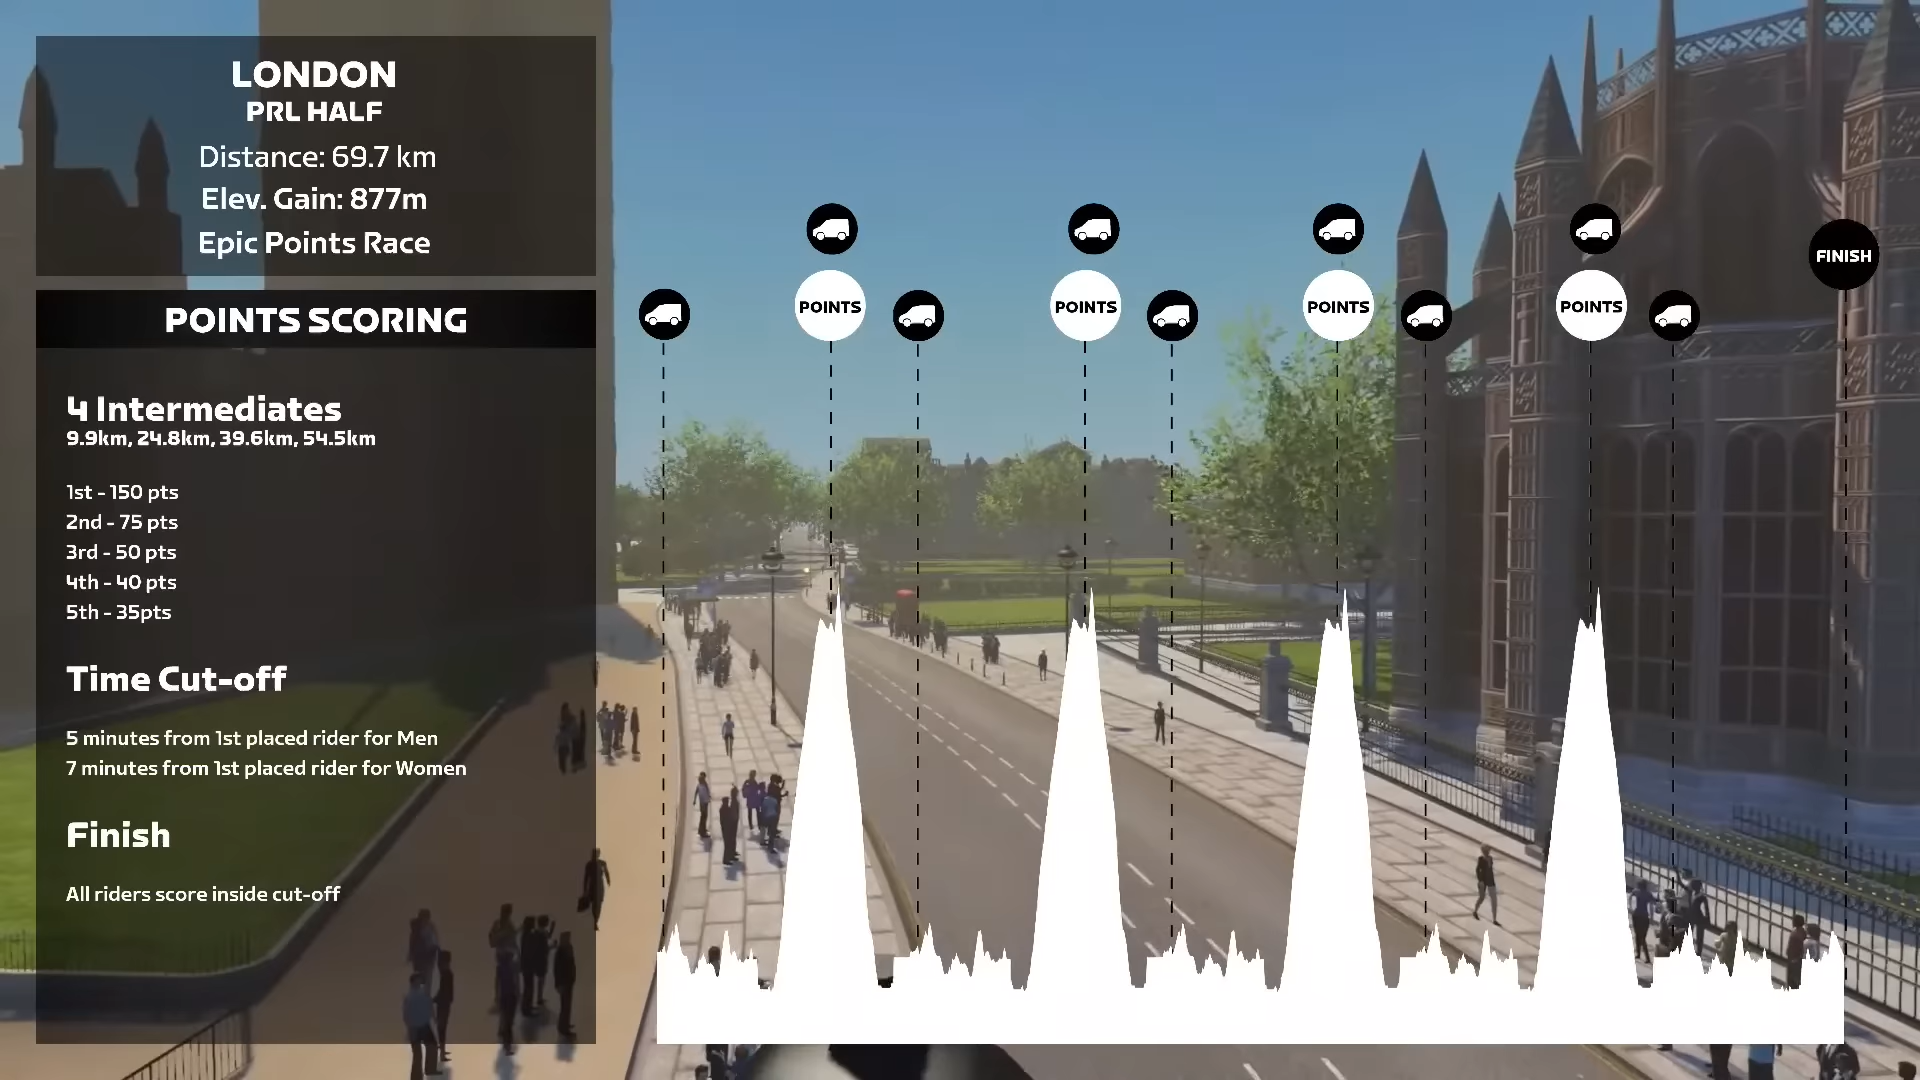 LONDON
PRL HALF
Distance: 69.7 km
Elev. Gain: 877m
Epic Points Race
POINTS SCORING
4 Intermediates
9.9km, 24.8km, 39.6km, 54.5km
1st - 150 pts
2nd - 75 pts
3rd - 50 pts
4th - 40 pts
5th - 35pts
Time Cut-off
5 minutes from 1st placed rider for Men
7 minutes from 1st placed rider for Women
Finish
All riders score inside cut-off
POINTS
POINTS
POINTS
POINTS
FINISH